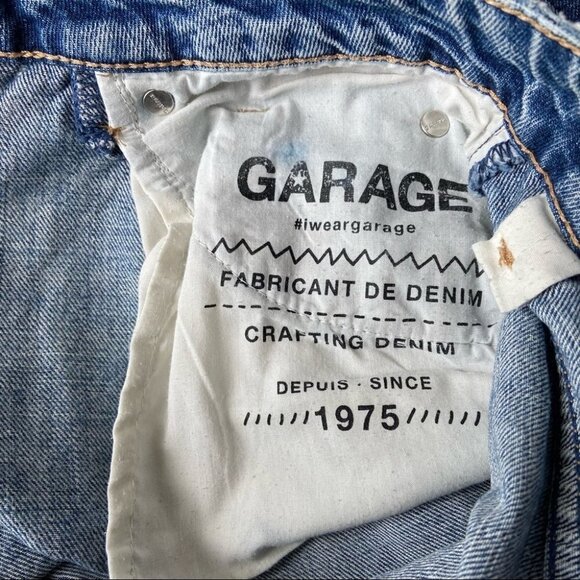 GARAGE
#iweargarage
FABRICANT DE DENIM
CRAFTING DENIM
DEPUIS · SINCE
1975